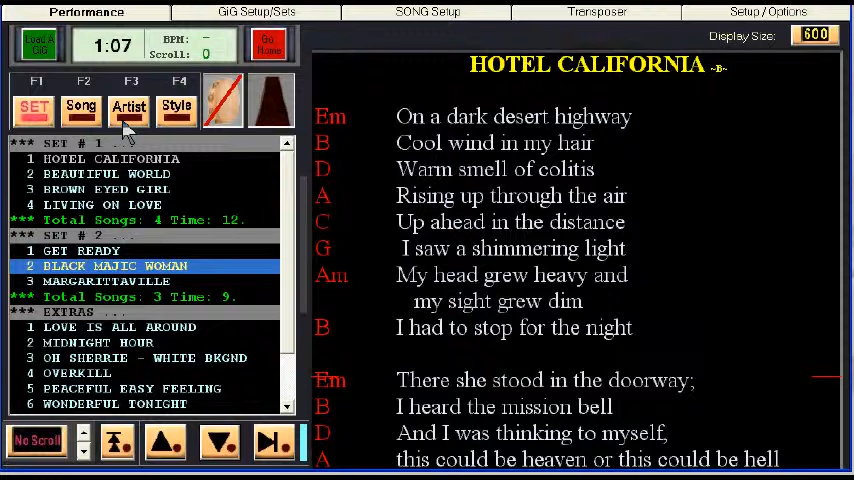 Performance GiG Setup/Sets SONG Setup Transposer Setup / Options
Load A GiG 1:07 BPM: - Scroll: 0 Go Home
Display Size: 600
F1 F2 F3 F4
SET Song Artist Style
*** SET # 1 ...
1 HOTEL CALIFORNIA
2 BEAUTIFUL WORLD
3 BROWN EYED GIRL
4 LIVING ON LOVE
*** Total Songs: 4 Time: 12.
*** SET # 2 ...
1 GET READY
2 BLACK MAJIC WOMAN
3 MARGARITTAVILLE
*** Total Songs: 3 Time: 9.
*** EXTRAS ...
1 LOVE IS ALL AROUND
2 MIDNIGHT HOUR
3 OH SHERRIE - WHITE BKGND
4 OVERKILL
5 PEACEFUL EASY FEELING
6 WONDERFUL TONIGHT
No Scroll
HOTEL CALIFORNIA ~B~
Em On a dark desert highway
B Cool wind in my hair
D Warm smell of colitis
A Rising up through the air
C Up ahead in the distance
G I saw a shimmering light
Am My head grew heavy and
my sight grew dim
B I had to stop for the night
Em There she stood in the doorway;
B I heard the mission bell
D And I was thinking to myself,
A this could be heaven or this could be hell